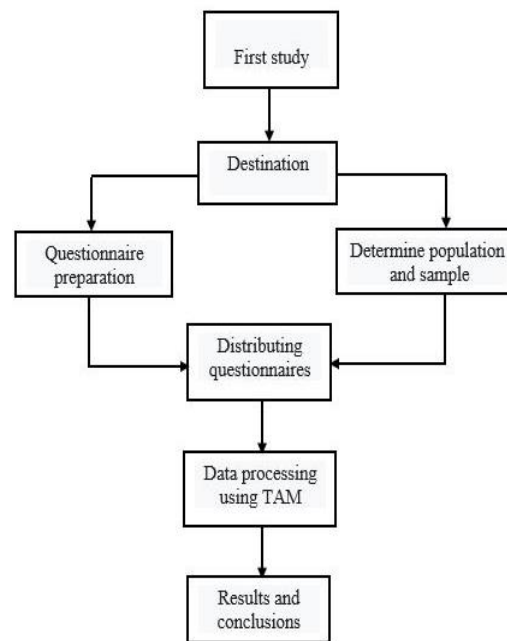 First study
Destination
Questionnaire
preparation
Determine population
and sample
Distributing
questionnaires
Data processing
using TAM
Results and
conclusions